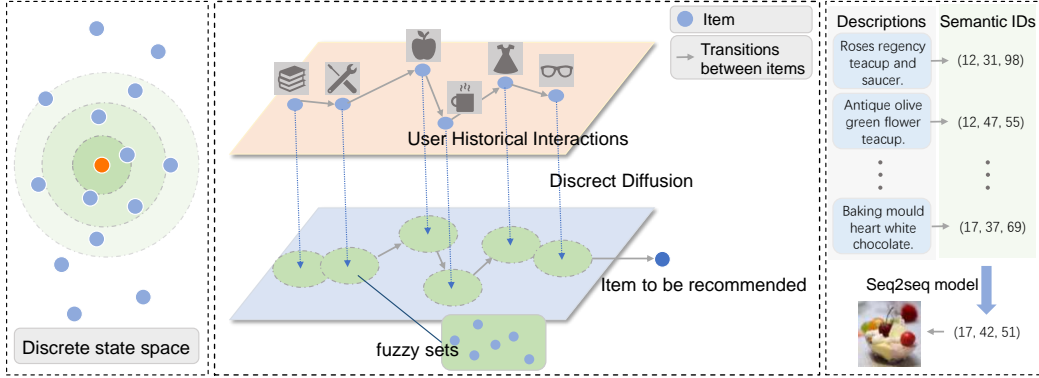 Discrete state space
Item
Transitions
between items
User Historical Interactions
Discrect Diffusion
Item to be recommended
fuzzy sets
Descriptions
Semantic IDs
Roses regency
teacup and
saucer.
(12, 31, 98)
Antique olive
green flower
teacup.
(12, 47, 55)
Baking mould
heart white
chocolate.
(17, 37, 69)
Seq2seq model
(17, 42, 51)